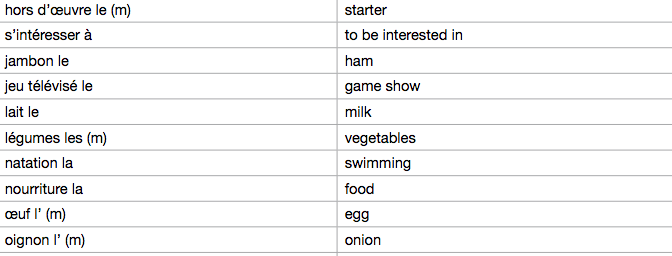 hors d’œuvre le (m) starter
s’intéresser à to be interested in
jambon le ham
jeu télévisé le game show
lait le milk
légumes les (m) vegetables
natation la swimming
nourriture la food
œuf l’ (m) egg
oignon l’ (m) onion